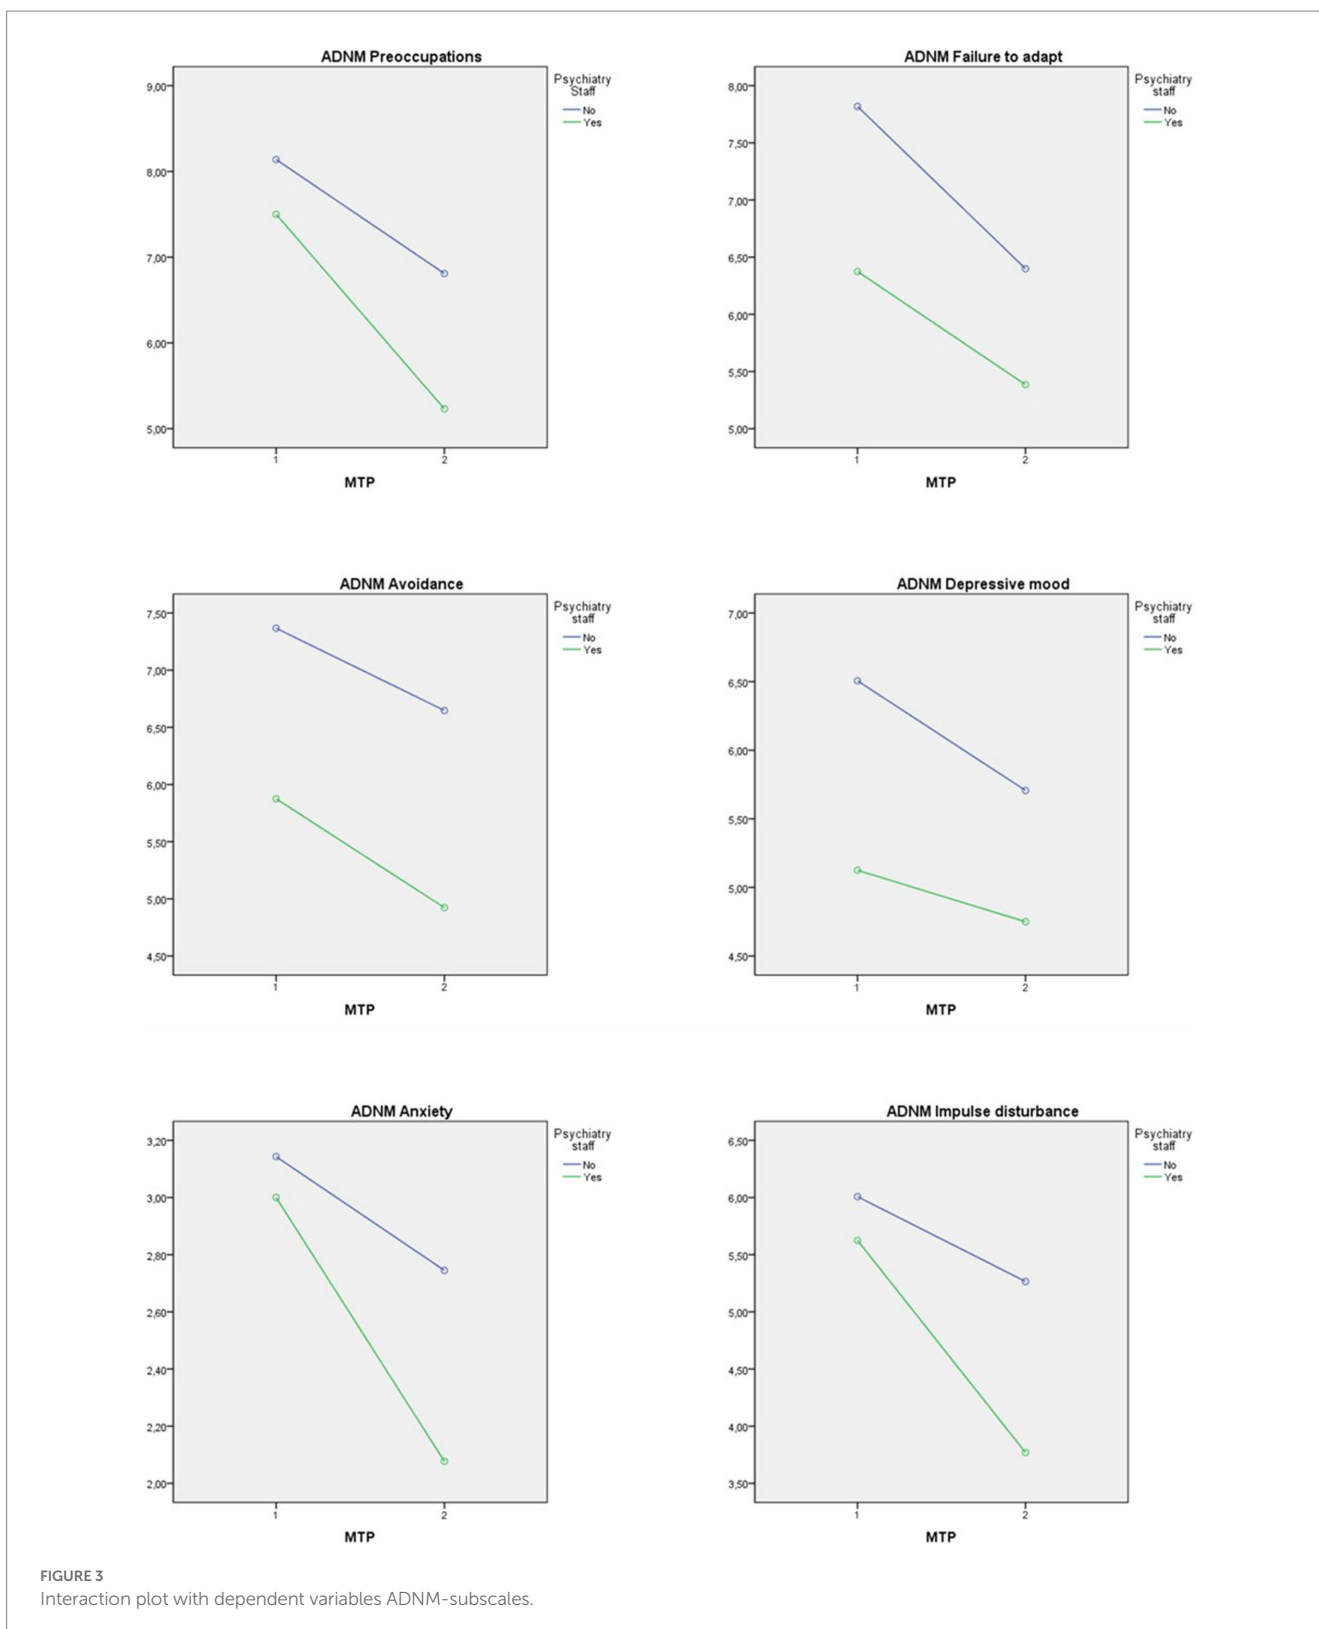 ADNM Preoccupations
Psychiatry
Staff
No
Yes
9,00
8,00
7,00
6,00
5,00
1
2
MTP
ADNM Failure to adapt
Psychiatry
staff
No
Yes
8,00
7,50
7,00
6,50
6,00
5,50
5,00
1
2
MTP
ADNM Avoidance
Psychiatry
staff
No
Yes
7,50
7,00
6,50
6,00
5,50
5,00
4,50
1
2
MTP
ADNM Depressive mood
Psychiatry
staff
No
Yes
7,00
6,50
6,00
5,50
5,00
4,50
1
2
MTP
ADNM Anxiety
Psychiatry
staff
No
Yes
3,20
3,00
2,80
2,60
2,40
2,20
2,00
1
2
MTP
ADNM Impulse disturbance
Psychiatry
staff
No
Yes
6,50
6,00
5,50
5,00
4,50
4,00
3,50
1
2
MTP
FIGURE 3
Interaction plot with dependent variables ADNM-subscales.